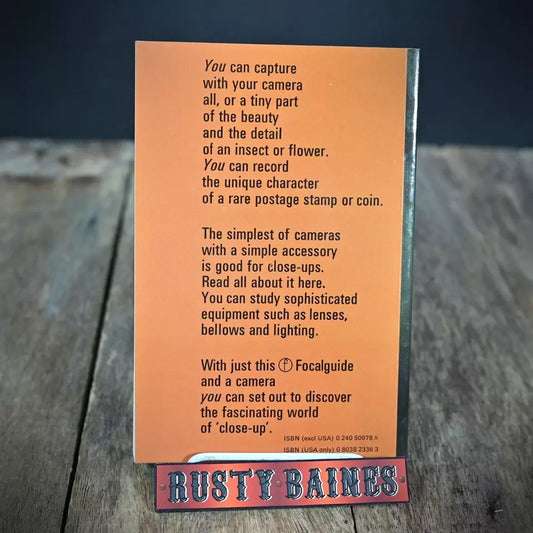 You can capture
with your camera
all, or a tiny part
of the beauty
and the detail
of an insect or flower.
You can record
the unique character
of a rare postage stamp or coin.
The simplest of cameras
with a simple accessory
is good for close-ups.
Read all about it here.
You can study sophisticated
equipment such as lenses,
bellows and lighting.
With just this f Focalguide
and a camera
you can set out to discover
the fascinating world
of ‘close-up’.
ISBN (excl USA) 0 240 50979 X
ISBN (USA only) 0 8038 2336 3
RUSTY·BAINES